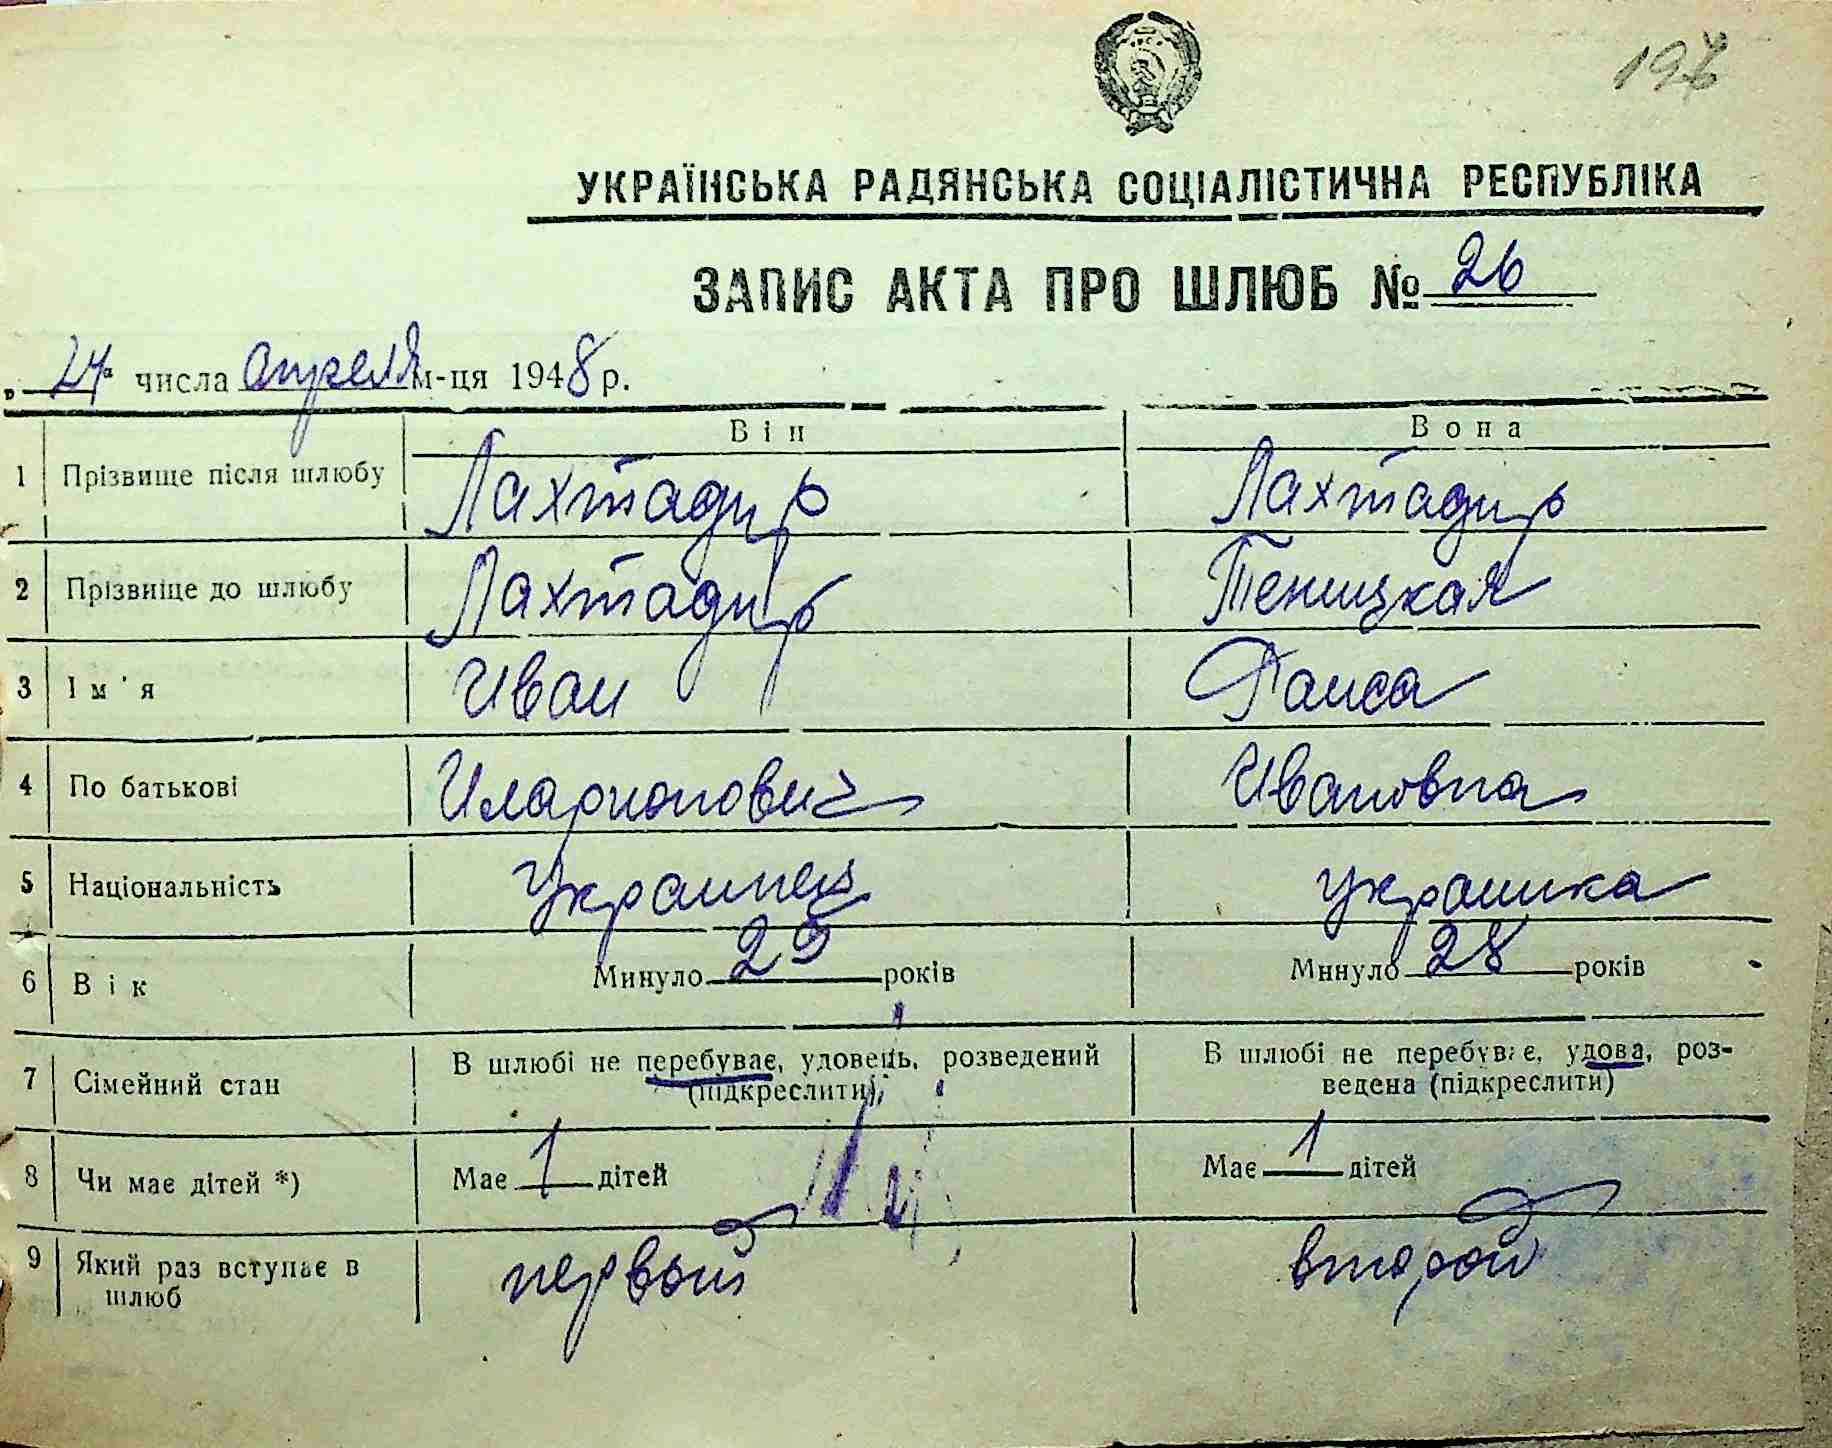 197
УКРАЇНСЬКА РАДЯНСЬКА СОЦІАЛІСТИЧНА РЕСПУБЛІКА
ЗАПИС АКТА ПРО ШЛЮБ № 26
„24" числа апреля м-ця 1948 р.
Він Вона
1 Прізвище після шлюбу Лахтадир Лахтадир
2 Прізвище до шлюбу Лахтадир Теницкая
3 Ім'я Иван Раиса
4 По батькові Иларионович Ивановна
5 Національність Украинец украинка
6 Вік Минуло 29 років Минуло 28 років
7 Сімейний стан В шлюбі не перебуває, удовець, розведений (підкреслити) В шлюбі не перебуває, удова, роз-
ведена (підкреслити)
8 Чи має дітей *) Має 1 дітей Має 1 дітей
9 Який раз вступає в
шлюб первый второй